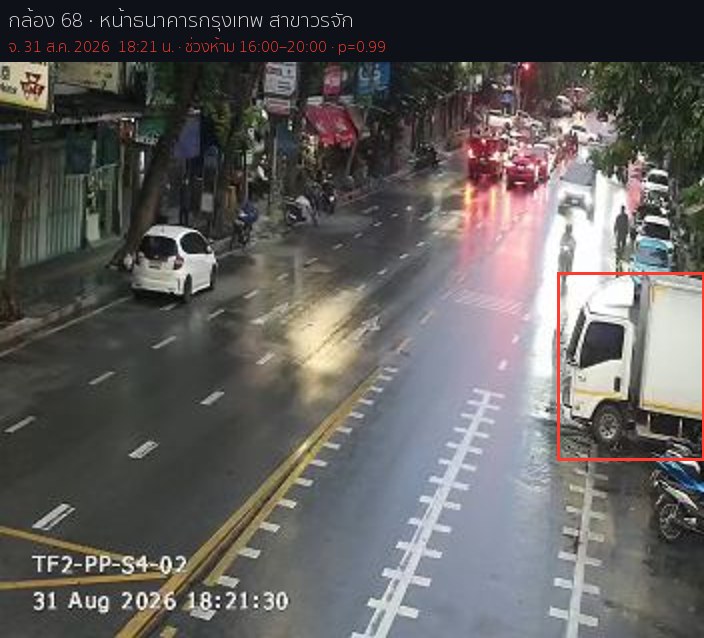 กล้อง 68 · หน้าธนาคารกรุงเทพ สาขาวรจัก
จ. 31 ส.ค. 2026 18:21 น. · ช่วงห้าม 16:00–20:00 · p=0.99
TF2-PP-S4-02
31 Aug 2026 18:21:30